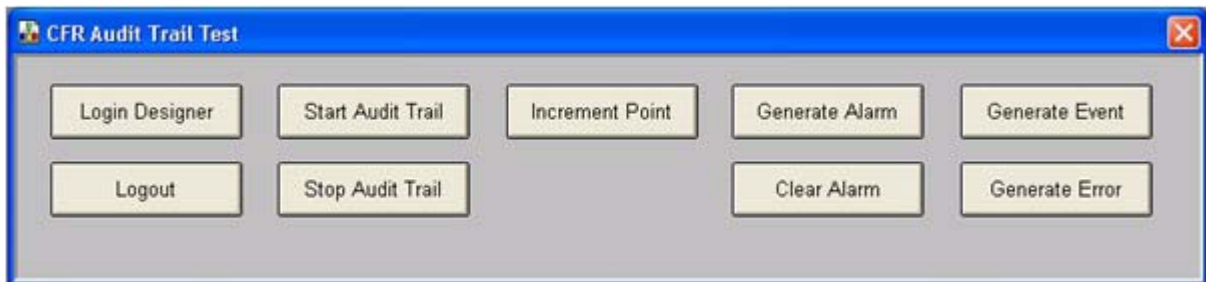 CFR Audit Trail Test
Login Designer Start Audit Trail Increment Point Generate Alarm Generate Event
Logout Stop Audit Trail Clear Alarm Generate Error